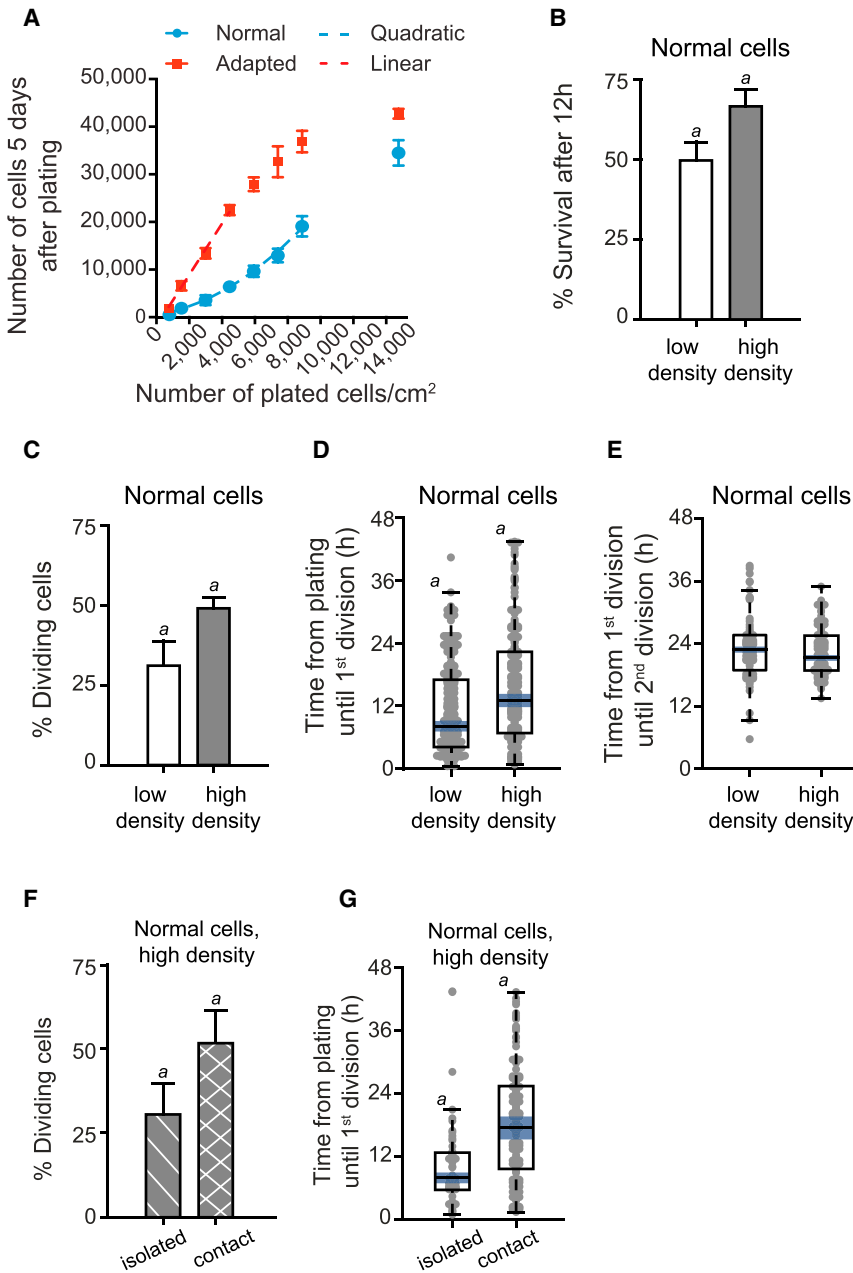 A
Normal
Quadratic
Adapted
Linear
Number of cells 5 days
after plating
50,000
40,000
30,000
20,000
10,000
0
0
2,000
4,000
6,000
8,000
10,000
12,000
14,000
Number of plated cells/cm²
B
Normal cells
% Survival after 12h
75
50
25
0
a
a
low
density
high
density
C
Normal cells
% Dividing cells
75
50
25
0
a
a
low
density
high
density
D
Normal cells
Time from plating
until 1st division (h)
48
36
24
12
0
a
a
low
density
high
density
E
Normal cells
Time from 1st division
until 2nd division (h)
48
36
24
12
0
low
density
high
density
F
Normal cells,
high density
% Dividing cells
75
50
25
0
a
a
isolated
contact
G
Normal cells,
high density
Time from plating
until 1st division (h)
48
36
24
12
0
a
a
isolated
contact